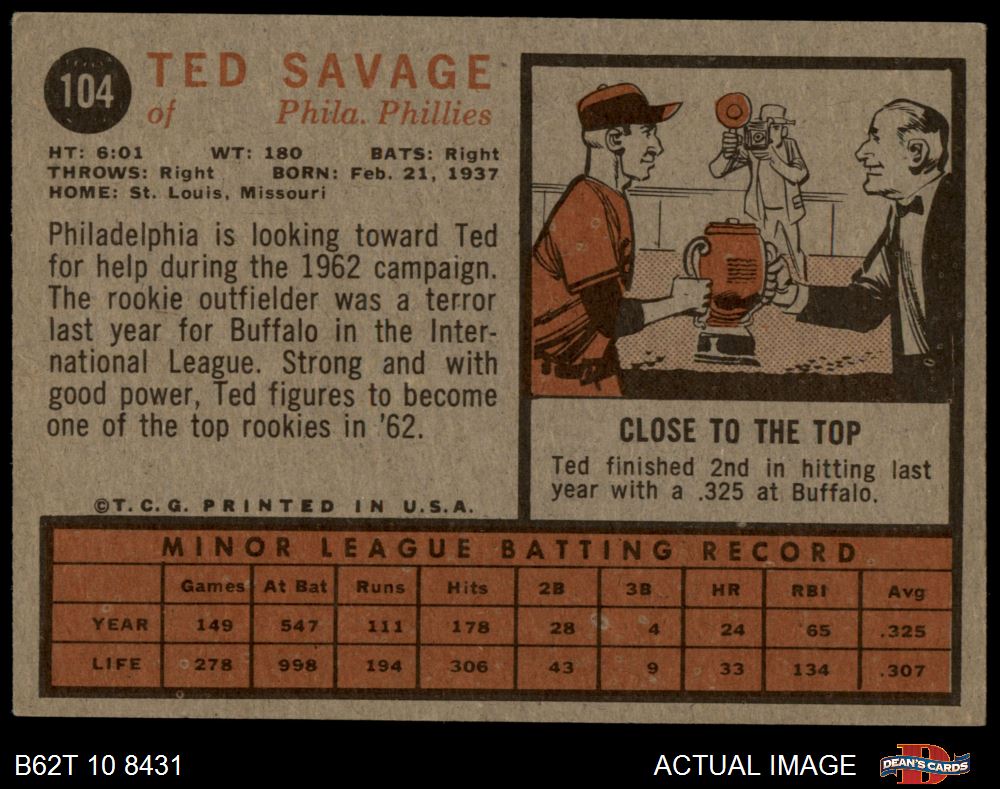 104
TED SAVAGE
of Phila. Phillies
HT: 6:01 WT: 180 BATS: Right
THROWS: Right BORN: Feb. 21, 1937
HOME: St. Louis, Missouri
Philadelphia is looking toward Ted
for help during the 1962 campaign.
The rookie outfielder was a terror
last year for Buffalo in the Inter-
national League. Strong and with
good power, Ted figures to become
one of the top rookies in '62.
©T.C.G. PRINTED IN U.S.A.
CLOSE TO THE TOP
Ted finished 2nd in hitting last
year with a .325 at Buffalo.
MINOR LEAGUE BATTING RECORD
Games At Bat Runs Hits 2B 3B HR RBI Avg
YEAR 149 547 111 178 28 4 24 65 .325
LIFE 278 998 194 306 43 9 33 134 .307
B62T 10 8431 ACTUAL IMAGE
DEAN'S CARDS